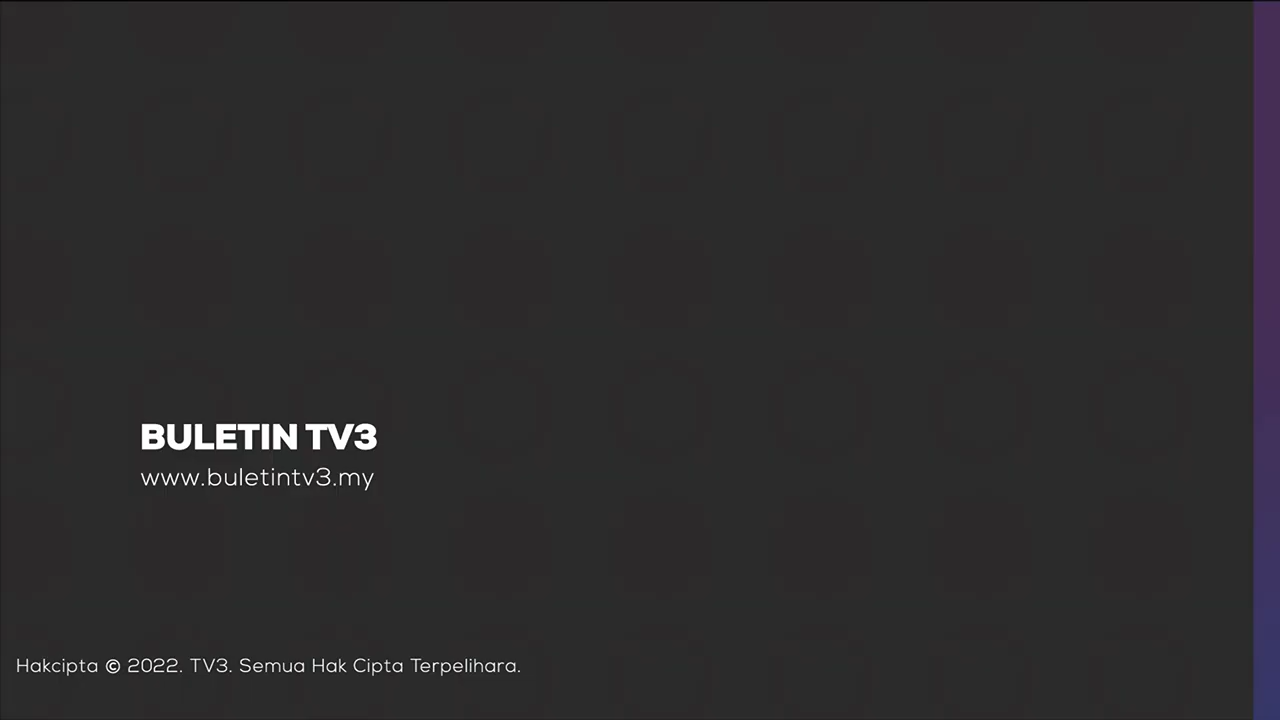 BULETIN TV3
www.buletintv3.my
Hakcipta © 2022. TV3. Semua Hak Cipta Terpelihara.